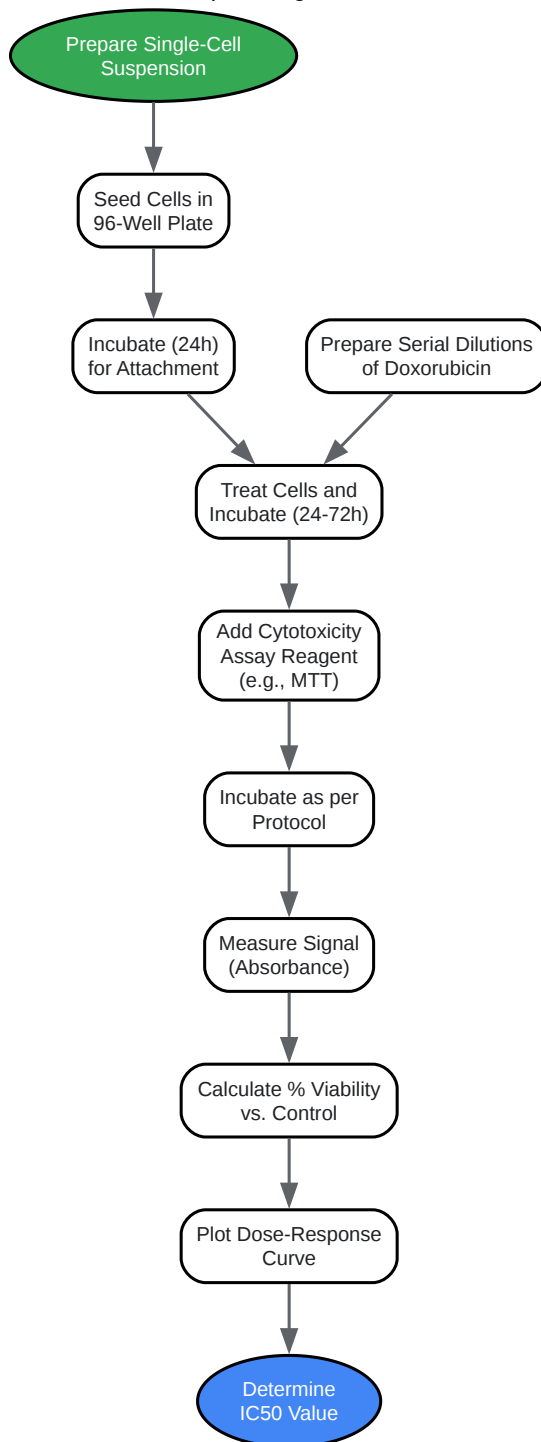 Prepare Single-Cell
Suspension
Seed Cells in
96-Well Plate
Incubate (24h)
for Attachment
Prepare Serial Dilutions
of Doxorubicin
Treat Cells and
Incubate (24-72h)
Add Cytotoxicity
Assay Reagent
(e.g., MTT)
Incubate as per
Protocol
Measure Signal
(Absorbance)
Calculate % Viability
vs. Control
Plot Dose-Response
Curve
Determine
IC50 Value